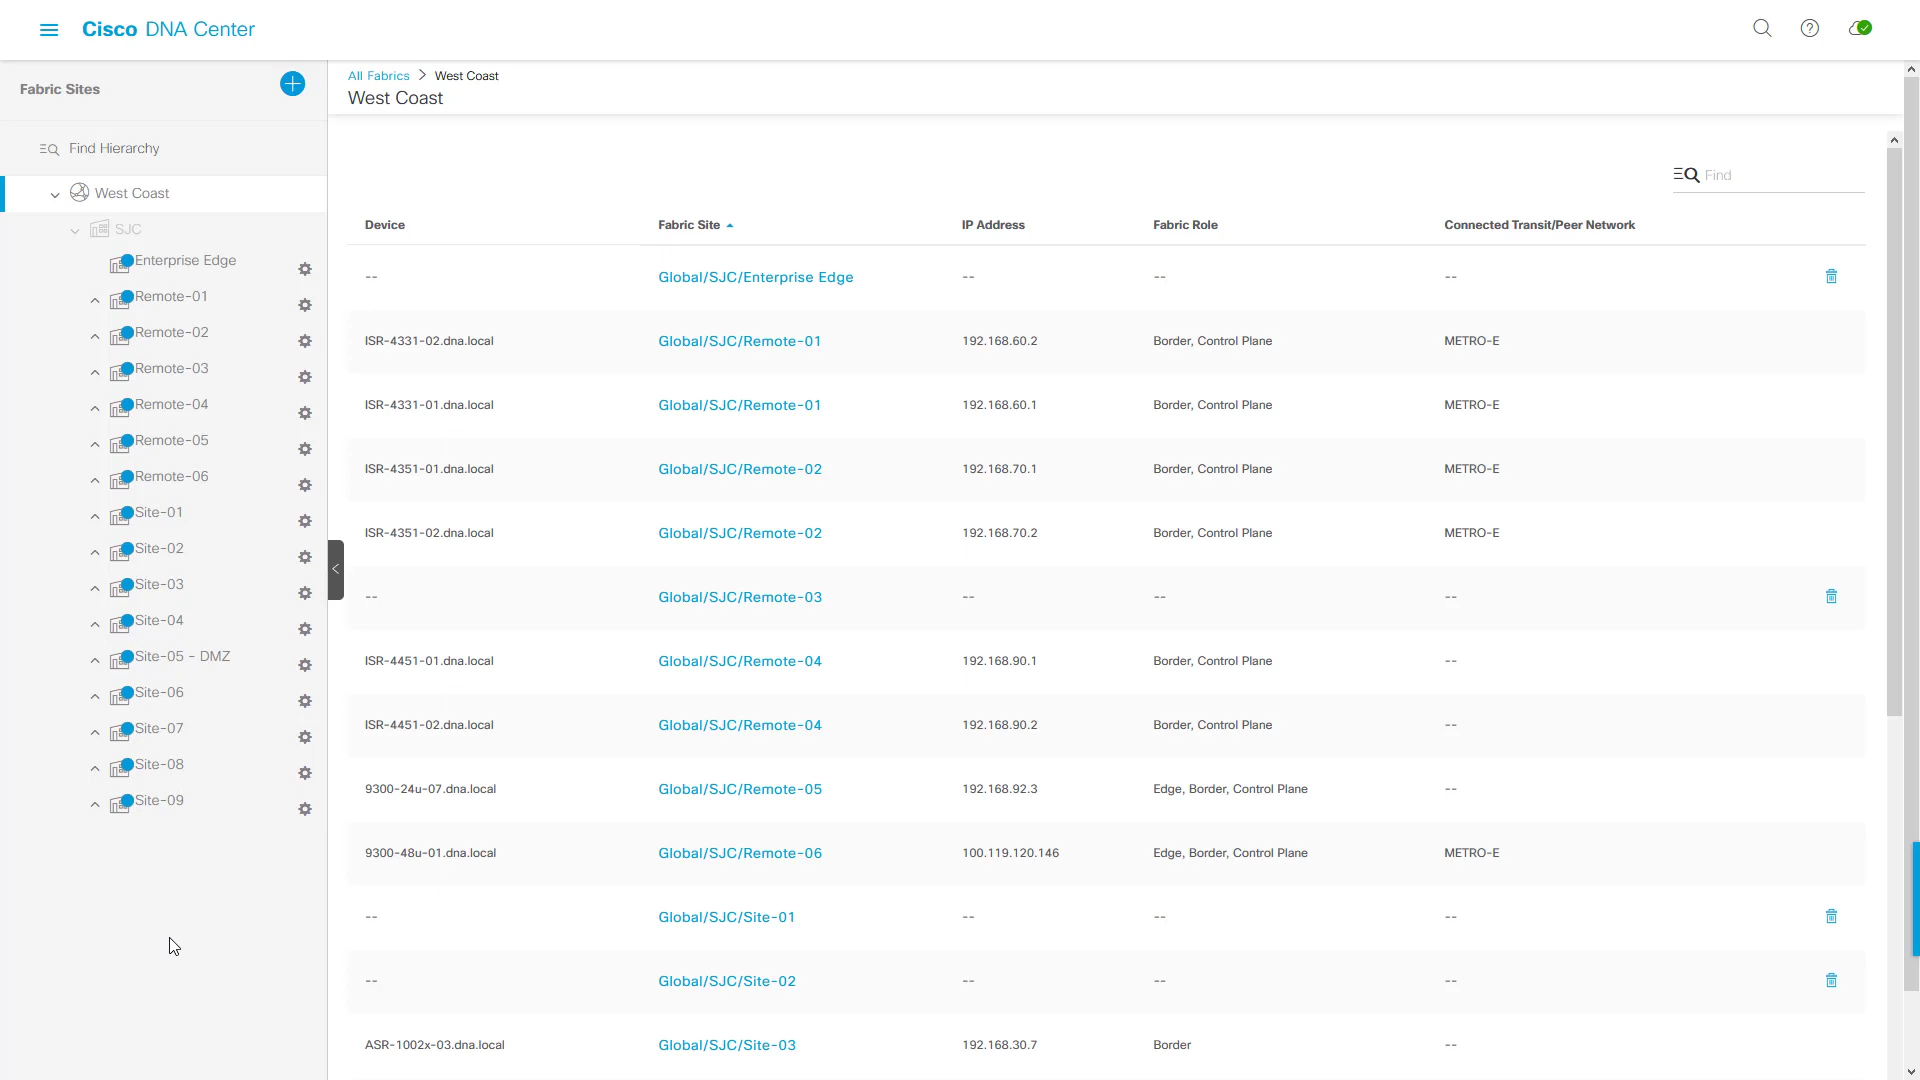 Cisco DNA Center
Fabric Sites
Find Hierarchy
West Coast
SJC
Enterprise Edge
Remote-01
Remote-02
Remote-03
Remote-04
Remote-05
Remote-06
Site-01
Site-02
Site-03
Site-04
Site-05 - DMZ
Site-06
Site-07
Site-08
Site-09
All Fabrics > West Coast
West Coast
Find
Device Fabric Site IP Address Fabric Role Connected Transit/Peer Network
-- Global/SJC/Enterprise Edge -- -- --
ISR-4331-02.dna.local Global/SJC/Remote-01 192.168.60.2 Border, Control Plane METRO-E
ISR-4331-01.dna.local Global/SJC/Remote-01 192.168.60.1 Border, Control Plane METRO-E
ISR-4351-01.dna.local Global/SJC/Remote-02 192.168.70.1 Border, Control Plane METRO-E
ISR-4351-02.dna.local Global/SJC/Remote-02 192.168.70.2 Border, Control Plane METRO-E
-- Global/SJC/Remote-03 -- -- --
ISR-4451-01.dna.local Global/SJC/Remote-04 192.168.90.1 Border, Control Plane --
ISR-4451-02.dna.local Global/SJC/Remote-04 192.168.90.2 Border, Control Plane --
9300-24u-07.dna.local Global/SJC/Remote-05 192.168.92.3 Edge, Border, Control Plane --
9300-48u-01.dna.local Global/SJC/Remote-06 100.119.120.146 Edge, Border, Control Plane METRO-E
-- Global/SJC/Site-01 -- -- --
-- Global/SJC/Site-02 -- -- --
ASR-1002x-03.dna.local Global/SJC/Site-03 192.168.30.7 Border --